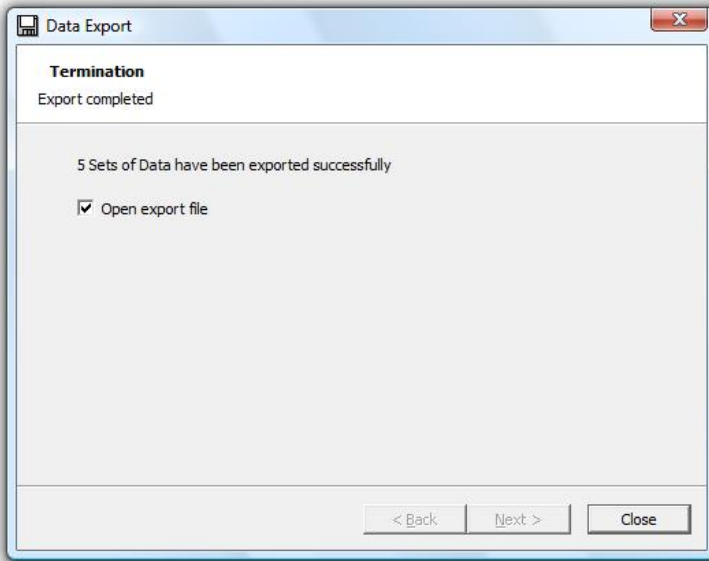 Data Export
Termination
Export completed
5 Sets of Data have been exported successfully
Open export file
< Back
Next >
Close